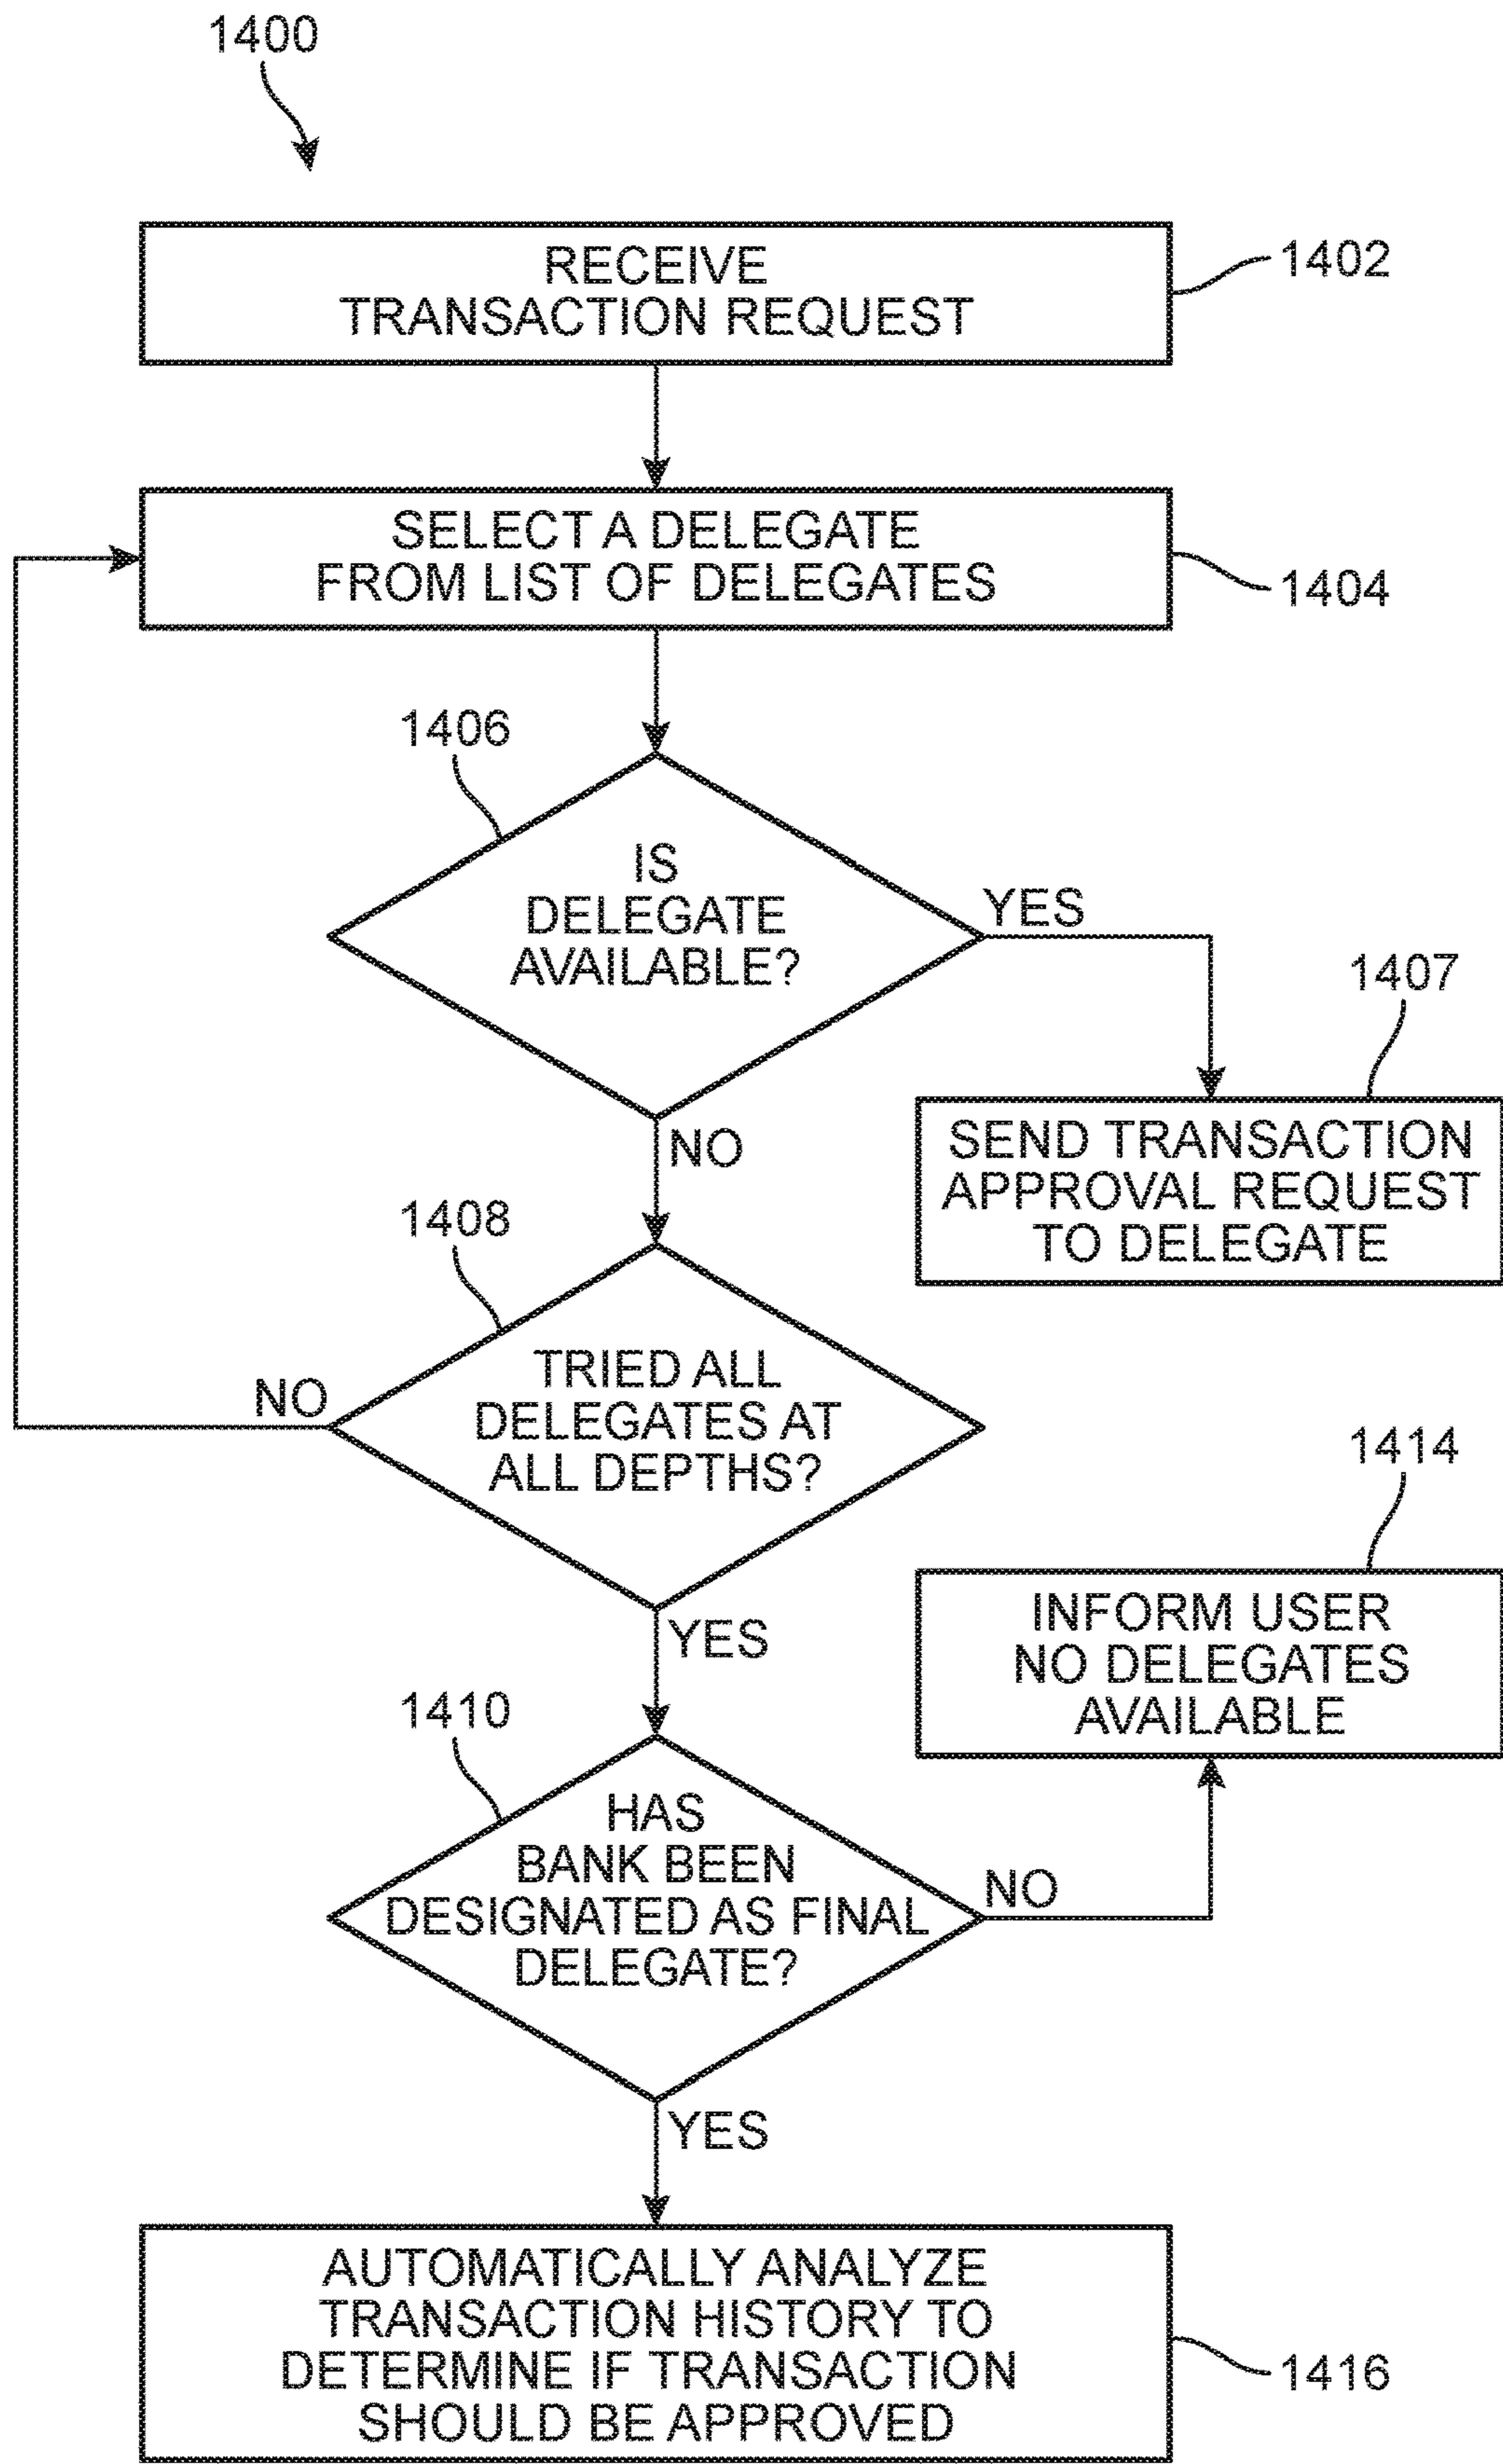 1400
RECEIVE
TRANSACTION REQUEST
1402
SELECT A DELEGATE
FROM LIST OF DELEGATES
1404
1406
IS
DELEGATE
AVAILABLE?
YES
1407
SEND TRANSACTION
APPROVAL REQUEST
TO DELEGATE
NO
1408
TRIED ALL
DELEGATES AT
ALL DEPTHS?
NO
YES
1414
INFORM USER
NO DELEGATES
AVAILABLE
1410
HAS
BANK BEEN
DESIGNATED AS FINAL
DELEGATE?
NO
YES
AUTOMATICALLY ANALYZE
TRANSACTION HISTORY TO
DETERMINE IF TRANSACTION
SHOULD BE APPROVED
1416